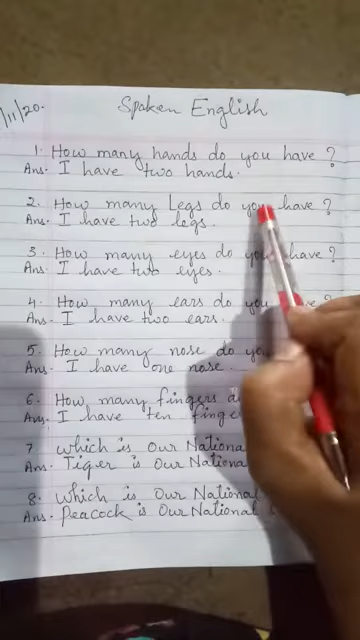 /11/20.
Spoken English
1. How many hands do you have ?
Ans. I have two hands.
2. How many Legs do you have ?
Ans. I have two legs.
3. How many eyes do you have ?
Ans. I have two eyes.
4. How many ears do you have ?
Ans. I have two ears.
5. How many nose do you
Ans. I have one nose.
6. How many fingers do
Ans. I have ten finge
7 which is Our National
Ans. Tiger is Our National
8. Which is Our National
Ans. Peacock is Our National